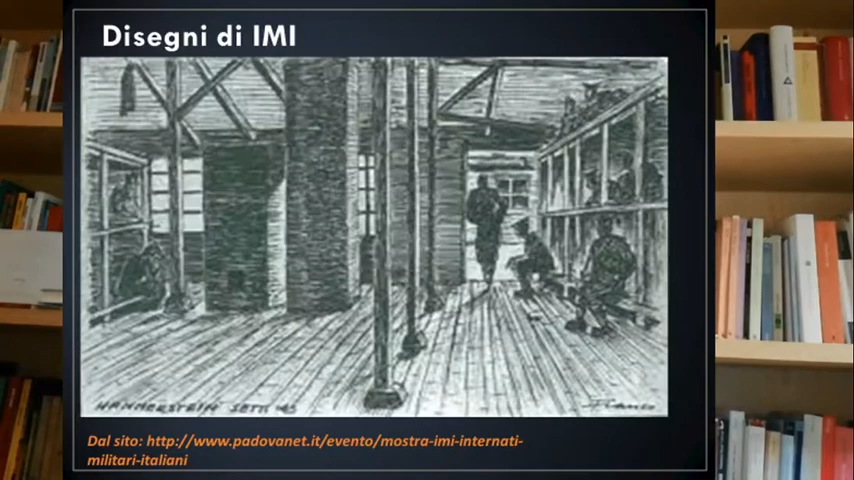 Disegni di IMI
HAMMERSTEIN SETT 43
Dal sito: http://www.padovanet.it/evento/mostra-imi-internati-
militari-italiani